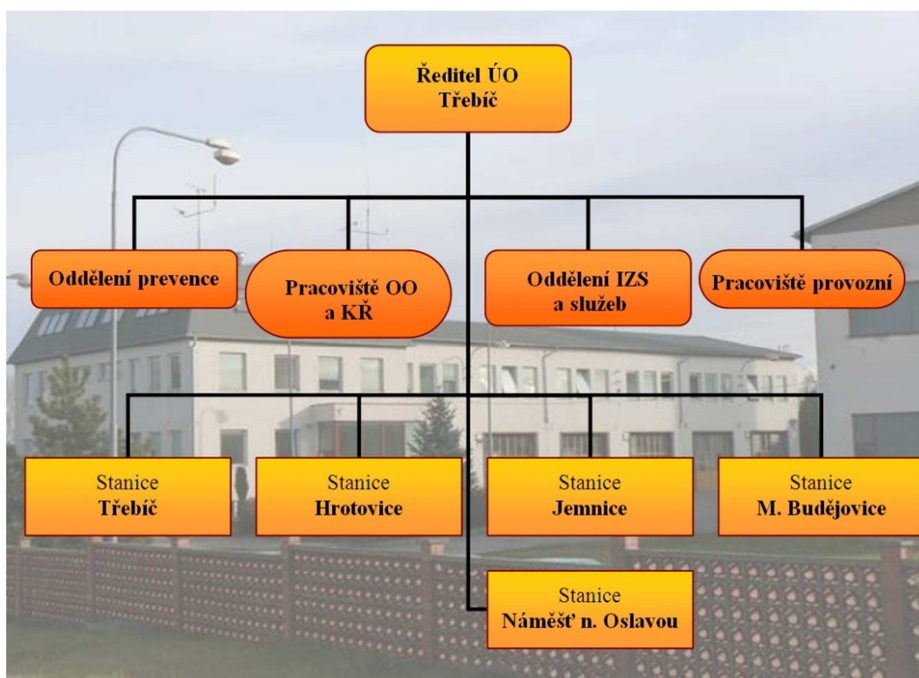 Ředitel ÚO
Třebíč
Oddělení prevence
Pracoviště OO
a KŘ
Oddělení IZS
a služeb
Pracoviště provozní
Stanice
Třebíč
Stanice
Hrotovice
Stanice
Jemnice
Stanice
M. Budějovice
Stanice
Náměšť n. Oslavou